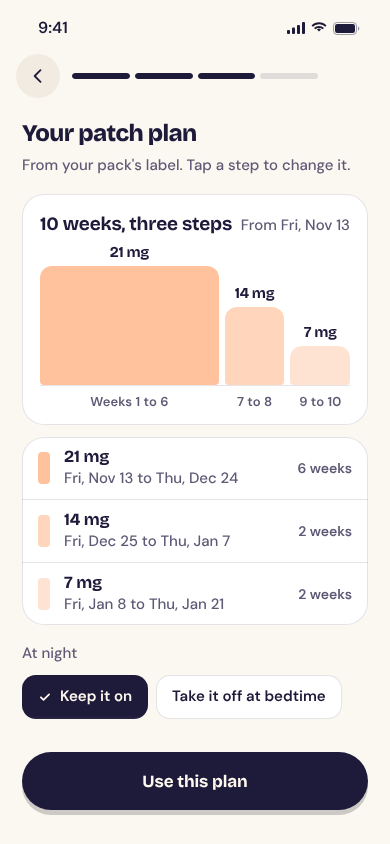 9:41
Your patch plan
From your pack's label. Tap a step to change it.
10 weeks, three steps From Fri, Nov 13
21 mg
14 mg
7 mg
Weeks 1 to 6 7 to 8 9 to 10
21 mg
Fri, Nov 13 to Thu, Dec 24
6 weeks
14 mg
Fri, Dec 25 to Thu, Jan 7
2 weeks
7 mg
Fri, Jan 8 to Thu, Jan 21
2 weeks
At night
Keep it on
Take it off at bedtime
Use this plan